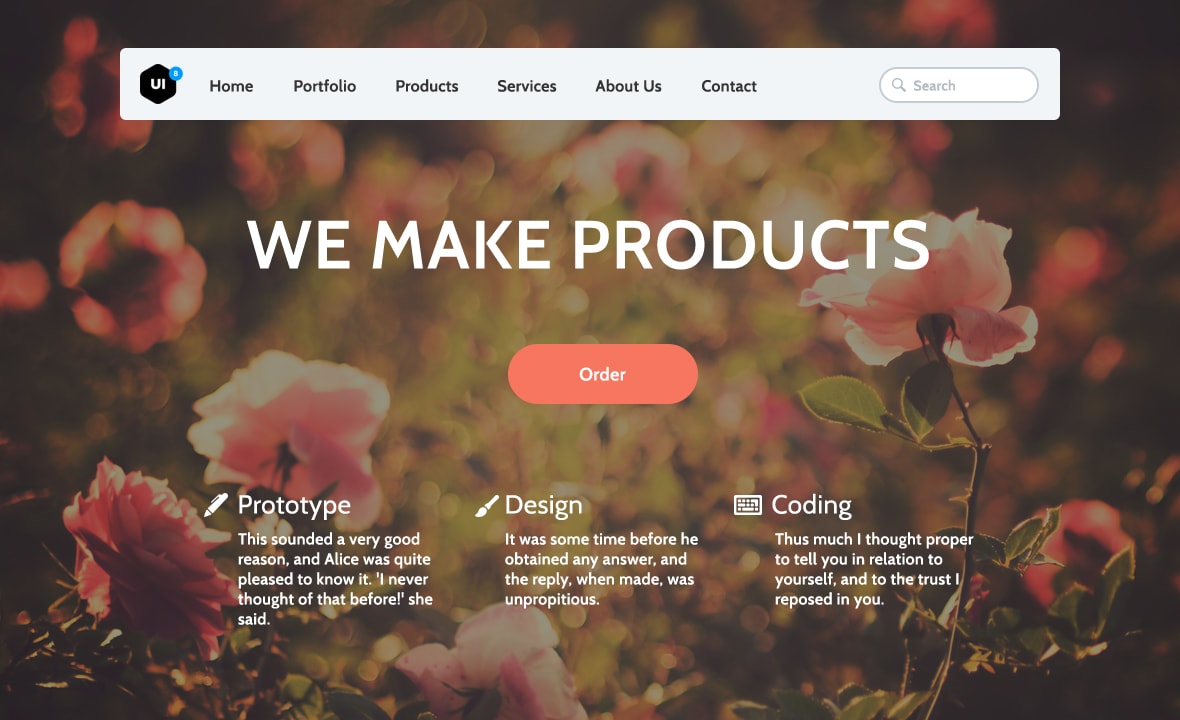 UI 8 Home Portfolio Products Services About Us Contact Search
WE MAKE PRODUCTS
Order
Prototype
This sounded a very good
reason, and Alice was quite
pleased to know it. 'I never
thought of that before!' she
said.
Design
It was some time before he
obtained any answer, and
the reply, when made, was
unpropitious.
Coding
Thus much I thought proper
to tell you in relation to
yourself, and to the trust I
reposed in you.